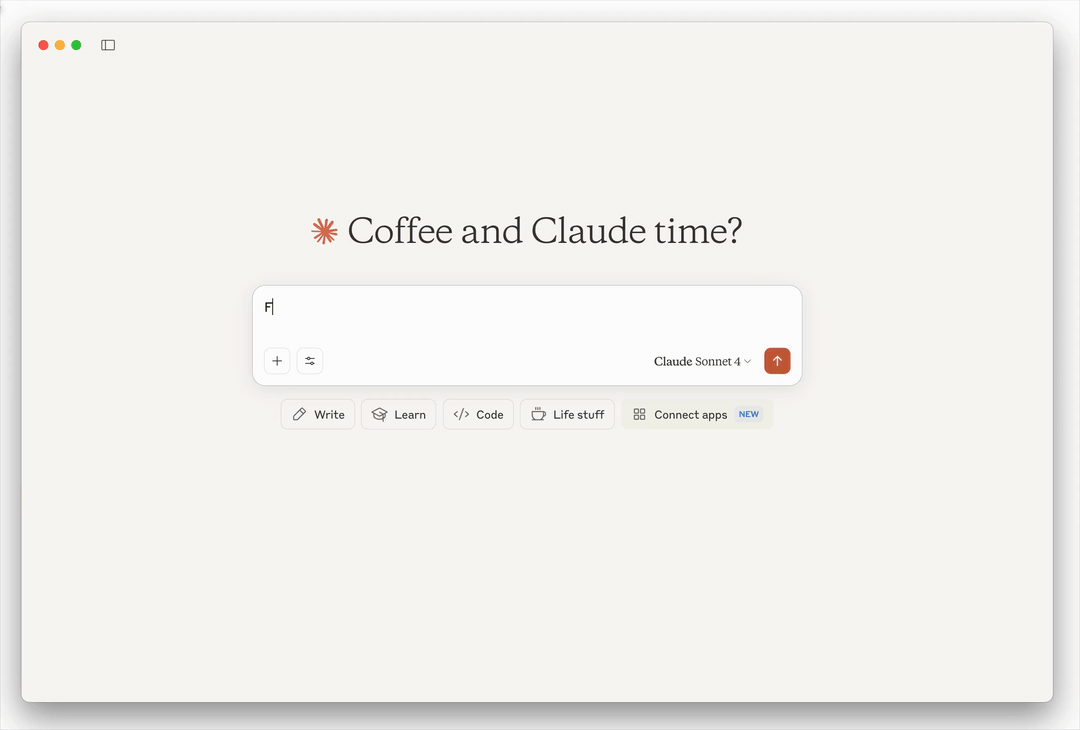 Coffee and Claude time?
F
Claude Sonnet 4
Write
Learn
</> Code
Life stuff
Connect apps NEW